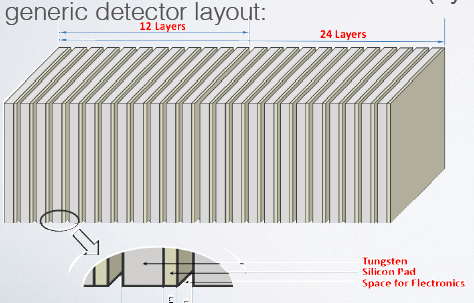 generic detector layout:
12 Layers
24 Layers
Tungsten
Silicon Pad
Space for Electronics